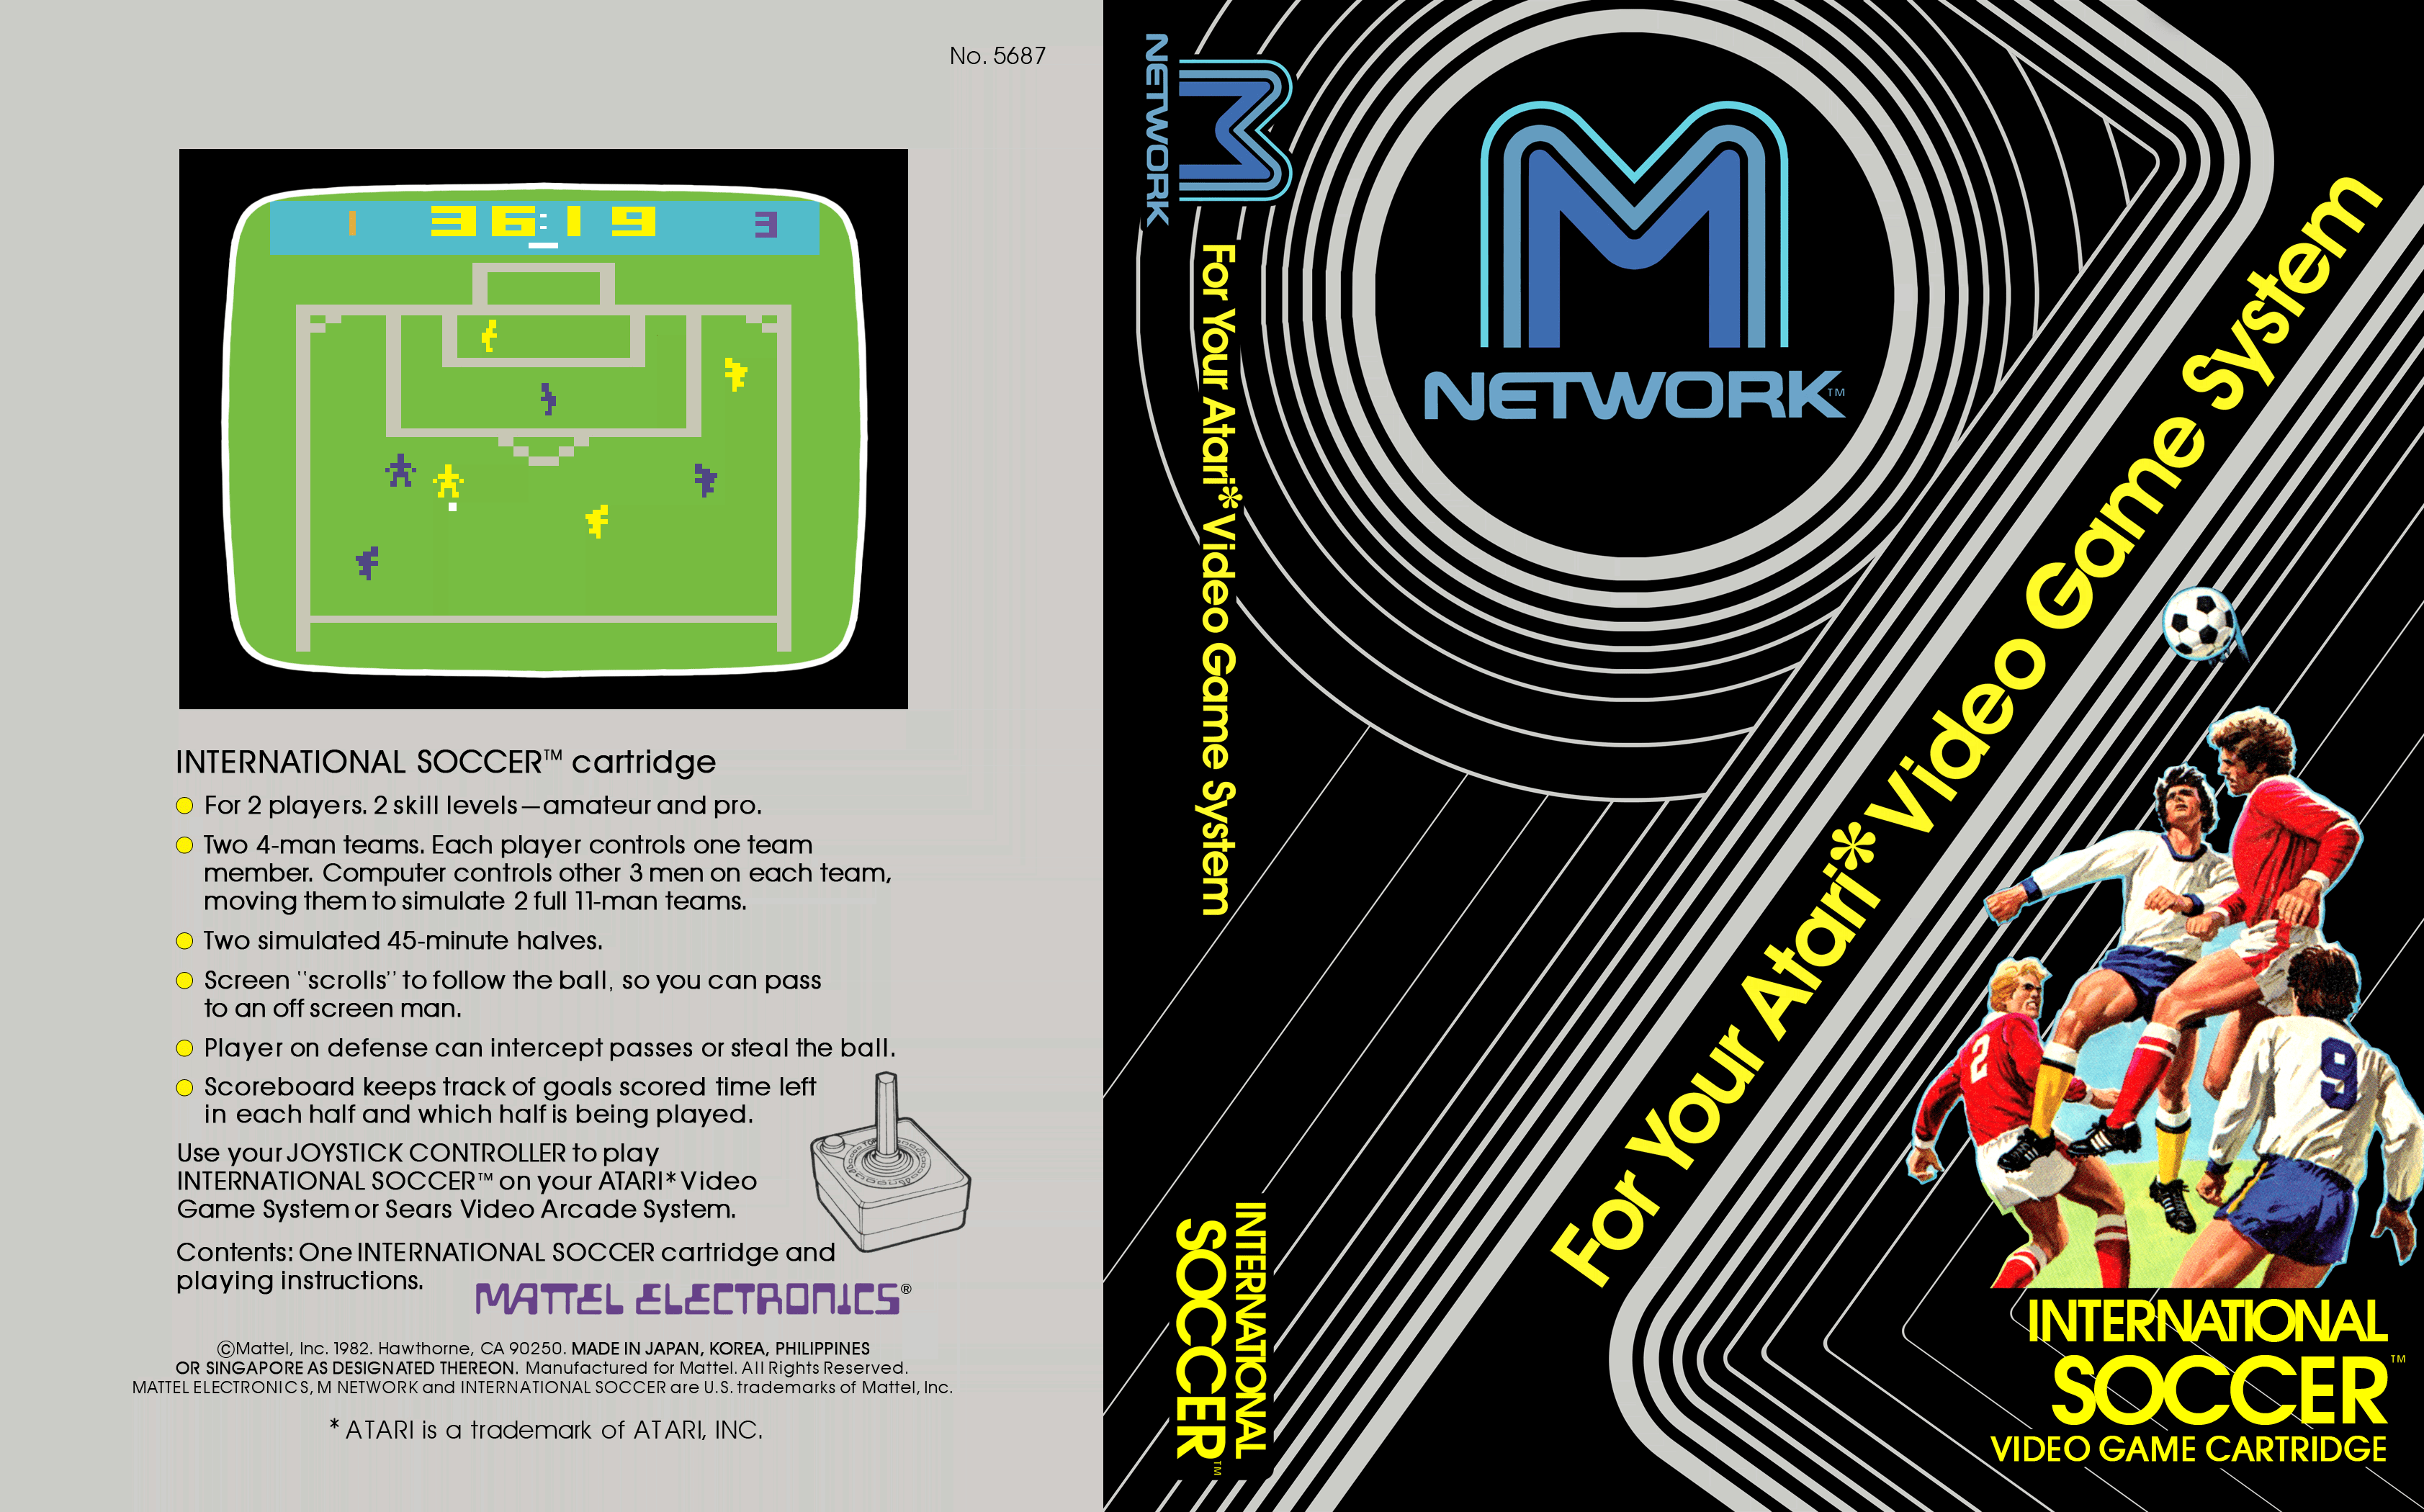 No. 5687
1 36:19 3
INTERNATIONAL SOCCER™ cartridge
For 2 players. 2 skill levels—amateur and pro.
Two 4-man teams. Each player controls one team
member. Computer controls other 3 men on each team,
moving them to simulate 2 full 11-man teams.
Two simulated 45-minute halves.
Screen "scrolls" to follow the ball, so you can pass
to an off screen man.
Player on defense can intercept passes or steal the ball.
Scoreboard keeps track of goals scored time left
in each half and which half is being played.
Use your JOYSTICK CONTROLLER to play
INTERNATIONAL SOCCER™ on your ATARI* Video
Game System or Sears Video Arcade System.
Contents: One INTERNATIONAL SOCCER cartridge and
playing instructions.
MATTEL ELECTRONICS®
©Mattel, Inc. 1982. Hawthorne, CA 90250. MADE IN JAPAN, KOREA, PHILIPPINES
OR SINGAPORE AS DESIGNATED THEREON. Manufactured for Mattel. All Rights Reserved.
MATTEL ELECTRONICS, M NETWORK and INTERNATIONAL SOCCER are U.S. trademarks of Mattel, Inc.
* ATARI is a trademark of ATARI, INC.
M
NETWORK
For Your Atari* Video Game System
INTERNATIONAL
SOCCER™
M
NETWORK™
For Your Atari* Video Game System
2
9
INTERNATIONAL
SOCCER™
VIDEO GAME CARTRIDGE